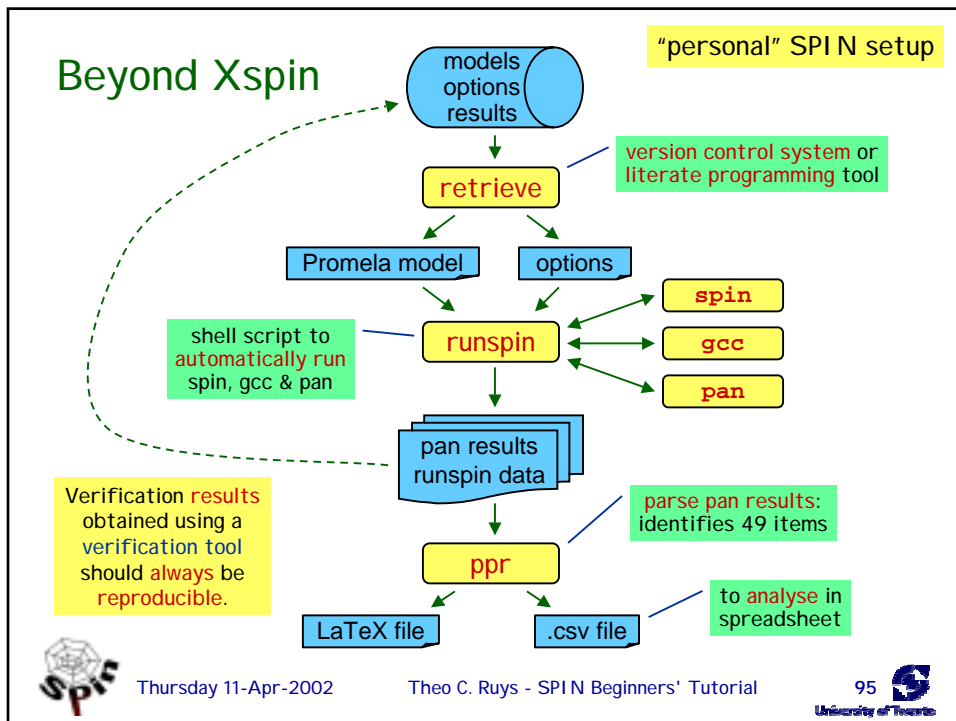 "personal" SPIN setup
Beyond Xspin
models
options
results
version control system or
literate programming tool
retrieve
Promela model
options
spin
shell script to
automatically run
spin, gcc & pan
runspin
gcc
pan
pan results
runspin data
Verification results
obtained using a
verification tool
should always be
reproducible.
parse pan results:
identifies 49 items
ppr
to analyse in
spreadsheet
LaTeX file
.csv file
Spin
Thursday 11-Apr-2002
Theo C. Ruys - SPIN Beginners' Tutorial
95
University of Twente